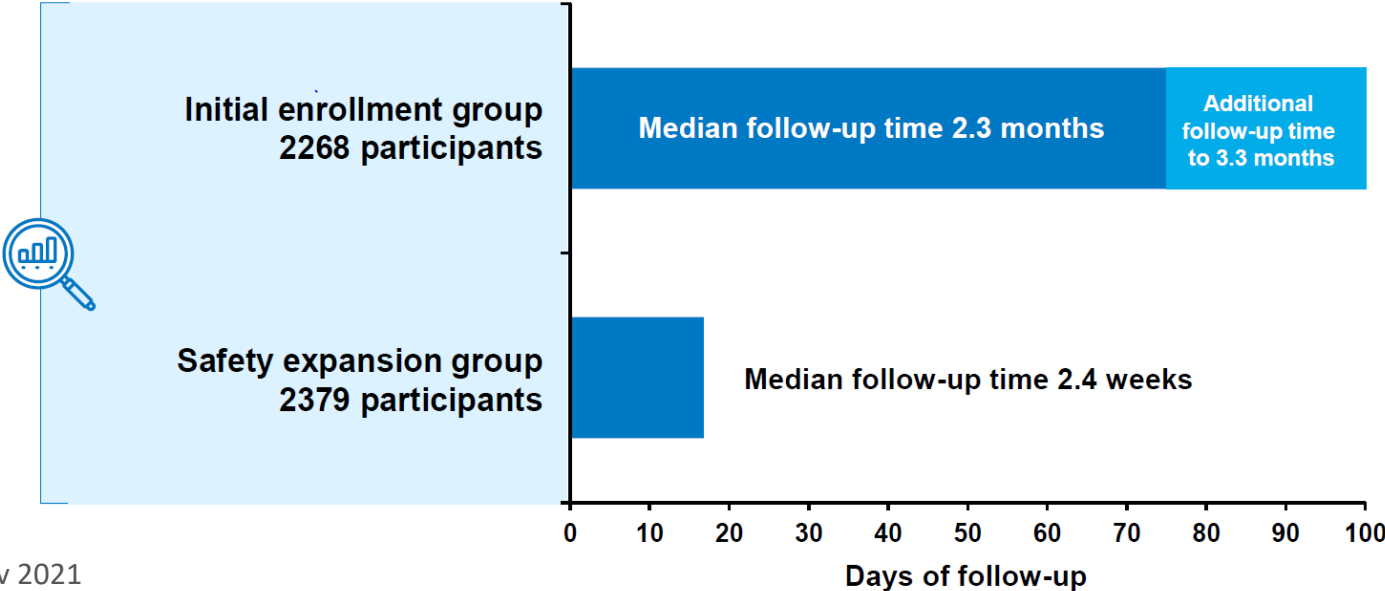 Initial enrollment group
2268 participants
Median follow-up time 2.3 months
Additional
follow-up time
to 3.3 months
Safety expansion group
2379 participants
Median follow-up time 2.4 weeks
0 10 20 30 40 50 60 70 80 90 100
Days of follow-up
2021